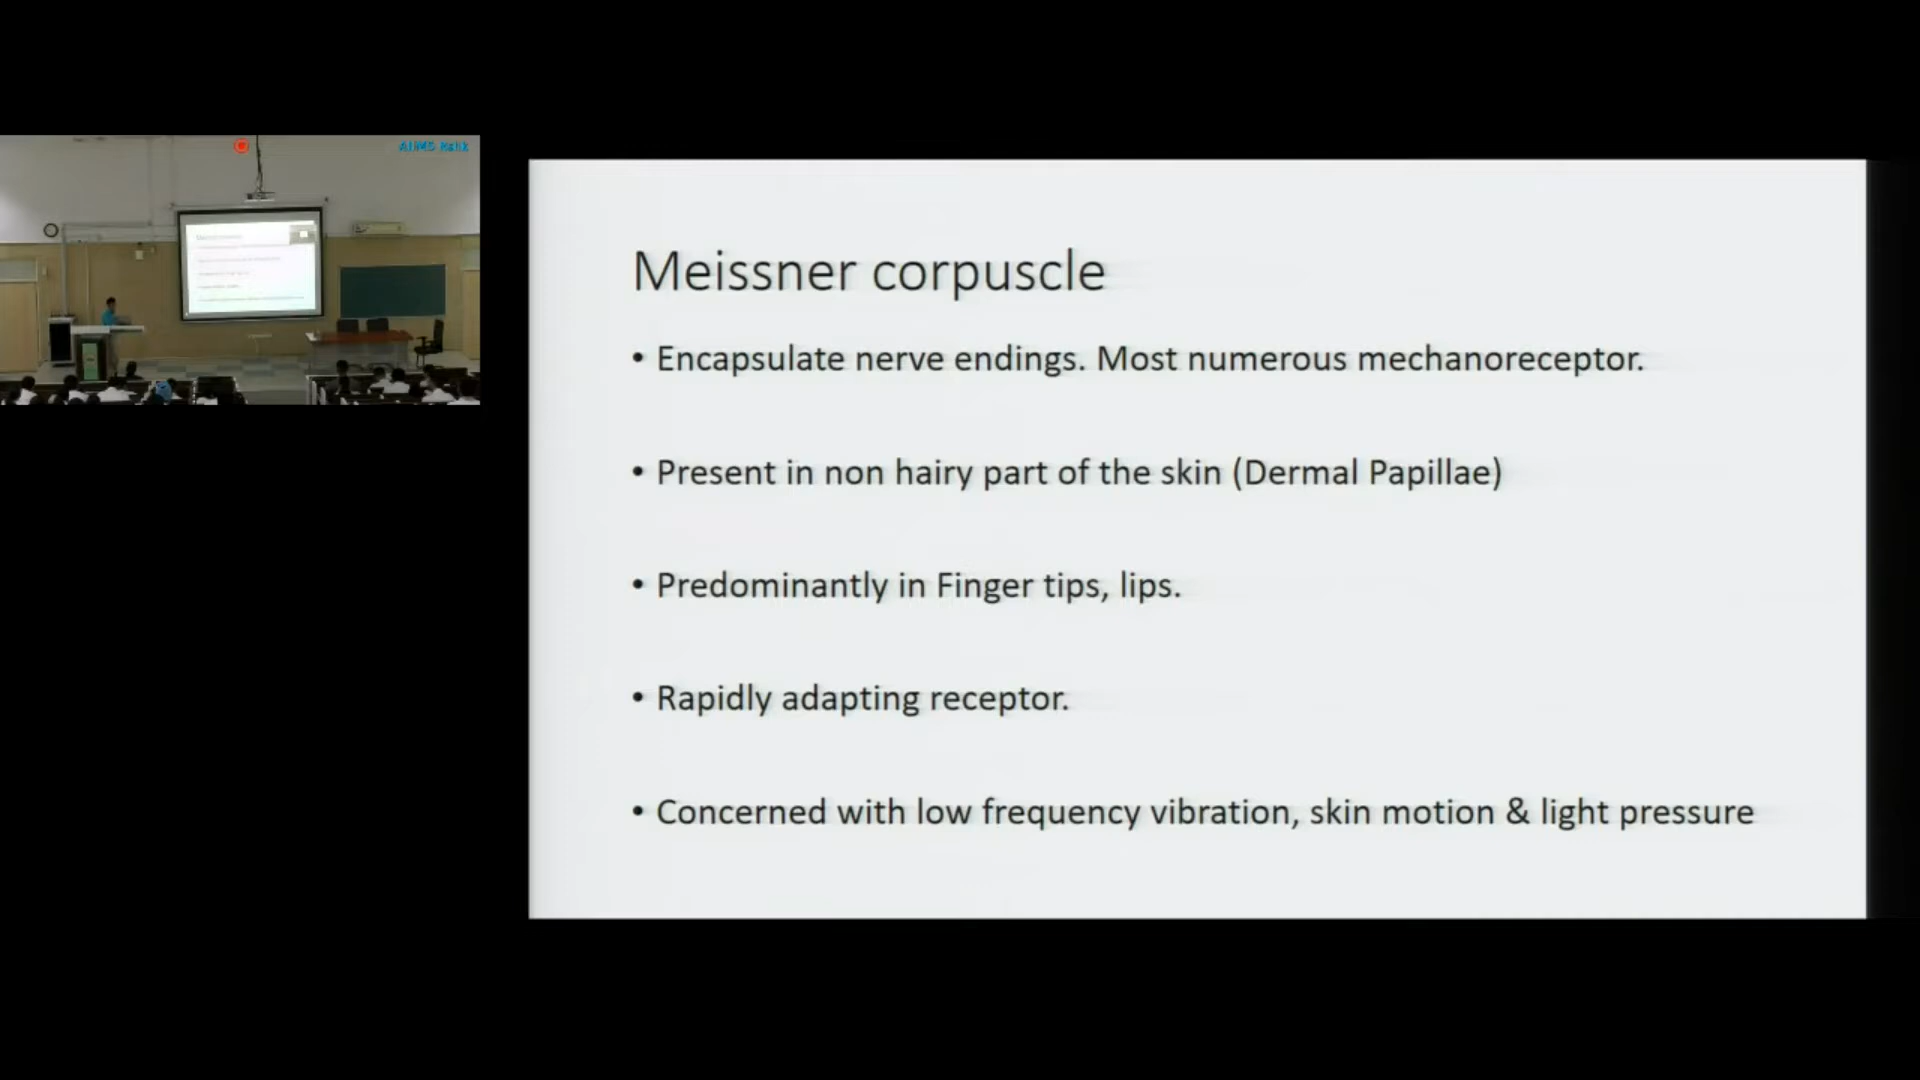 Meissner corpuscle
• Encapsulate nerve endings. Most numerous mechanoreceptor.
• Present in non hairy part of the skin (Dermal Papillae)
• Predominantly in Finger tips, lips.
• Rapidly adapting receptor.
• Concerned with low frequency vibration, skin motion & light pressure